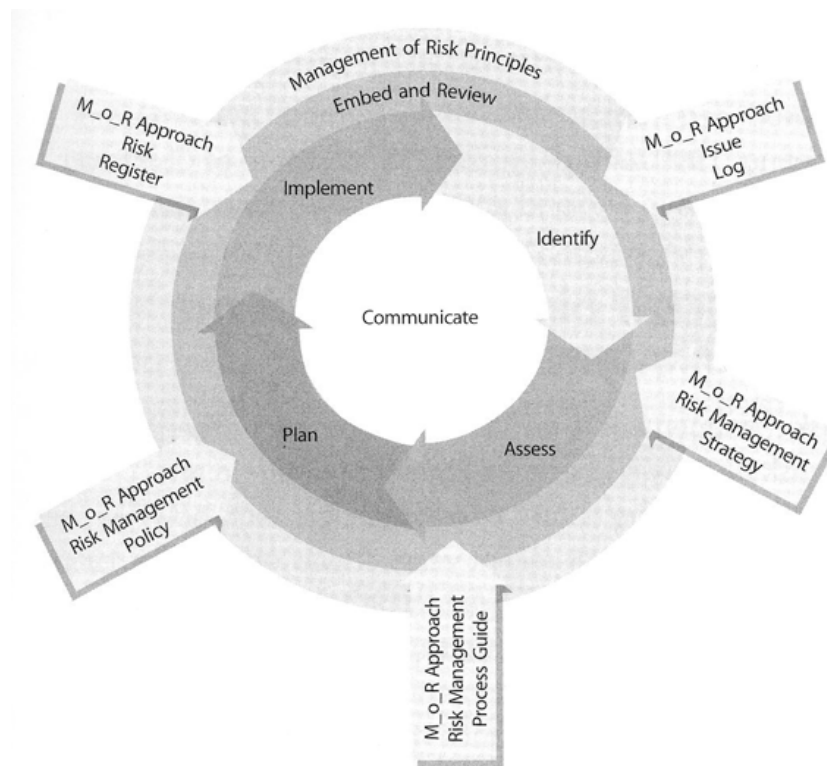 Management of Risk Principles
Embed and Review
M_o_R Approach
Risk
Register
M_o_R Approach
Issue
Log
Implement
Identify
Communicate
Plan
Assess
M_o_R Approach
Risk Management
Strategy
M_o_R Approach
Risk Management
Policy
M_o_R Approach
Risk Management
Process Guide